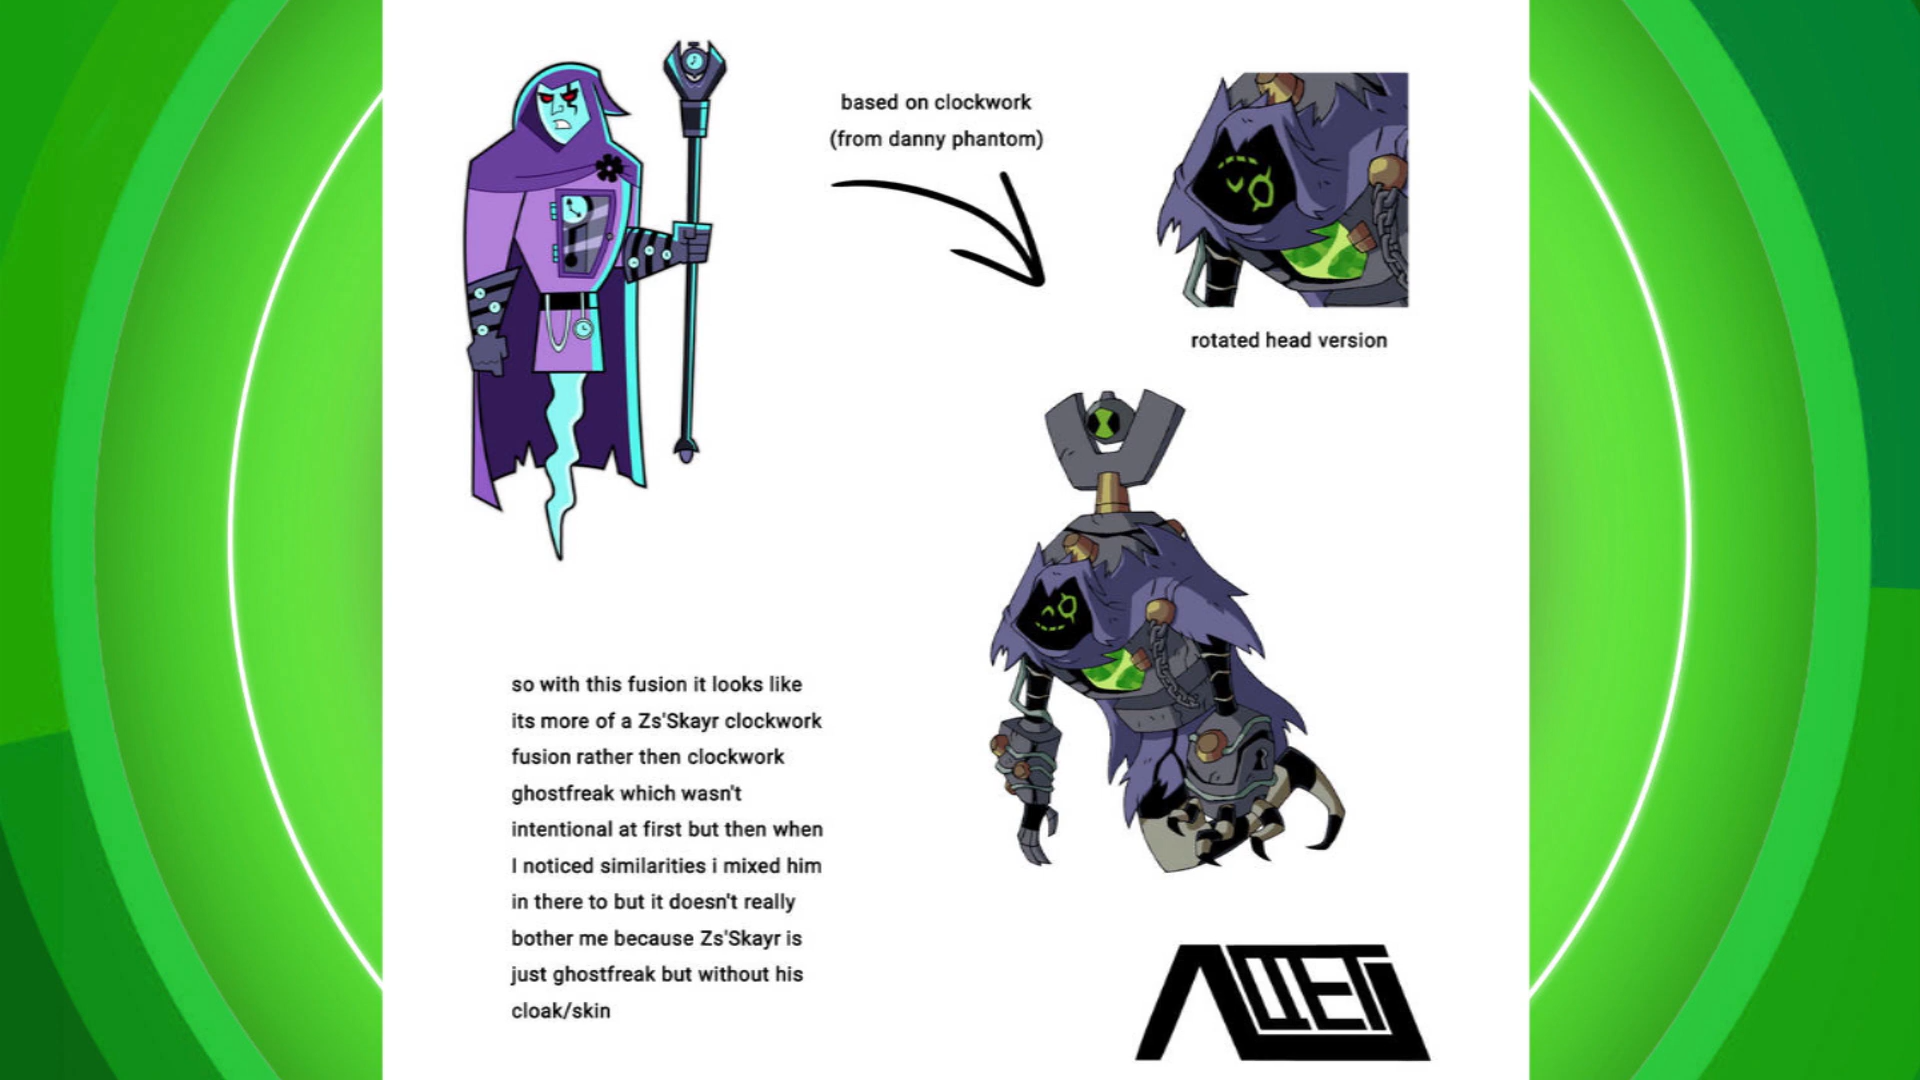 based on clockwork
(from danny phantom)
rotated head version
so with this fusion it looks like
its more of a Zs'Skayr clockwork
fusion rather then clockwork
ghostfreak which wasn't
intentional at first but then when
I noticed similarities i mixed him
in there to but it doesn't really
bother me because Zs'Skayr is
just ghostfreak but without his
cloak/skin